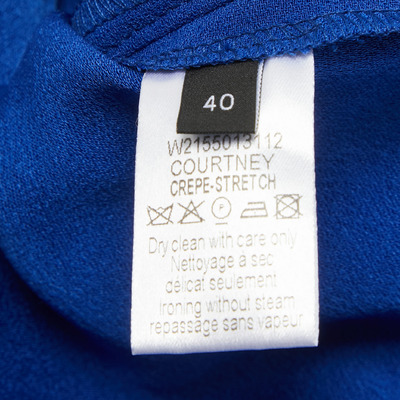 40
W2155013112
COURTNEY
CREPE-STRETCH
P
Dry clean with care only
Nettoyage à sec
délicat seulement
Ironing without steam
repassage sans vapeur